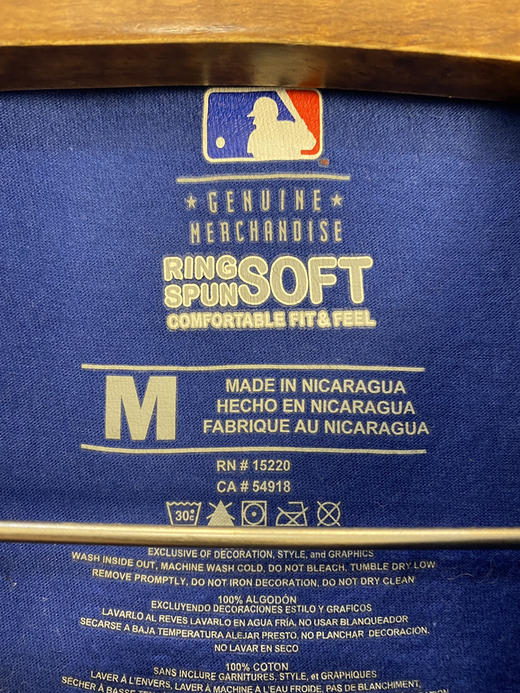 ★ GENUINE ★
MERCHANDISE
RING SPUN SOFT
COMFORTABLE FIT & FEEL
M
MADE IN NICARAGUA
HECHO EN NICARAGUA
FABRIQUE AU NICARAGUA
RN # 15220
CA # 54918
30°C
EXCLUSIVE OF DECORATION, STYLE, and GRAPHICS
WASH INSIDE OUT, MACHINE WASH COLD, DO NOT BLEACH. TUMBLE DRY LOW
REMOVE PROMPTLY, DO NOT IRON DECORATION, DO NOT DRY CLEAN
100% ALGODÓN
EXCLUYENDO DECORACIONES ESTILO Y GRAFICOS
LAVARLO AL REVES LAVARLO EN AGUA FRÍA, NO USAR BLANQUEADOR
SECARSE A BAJA TEMPERATURA ALEJAR PRESTO. NO PLANCHAR DECORACION.
NO LAVAR EN SECO
100% COTON
SANS INCLURE GARNITURES, STYLE, et GRAPHIQUES
LAVER À L'ENVERS, LAVER À MACHINE À L'EAU FROIDE, PAS DE BLANCHIMENT,
SÉCHER À BASSE